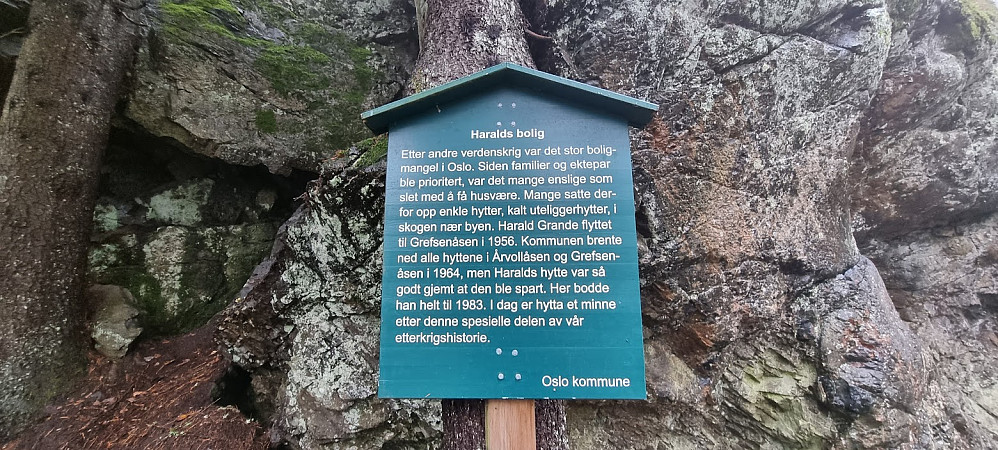 Haralds bolig
Etter andre verdenskrig var det stor bolig-
mangel i Oslo. Siden familier og ektepar
ble prioritert, var det mange enslige som
slet med å få husvære. Mange satte der-
for opp enkle hytter, kalt uteliggerhytter, i
skogen nær byen. Harald Grande flyttet
til Grefsenåsen i 1956. Kommunen brente
ned alle hyttene i Årvollåsen og Grefsen-
åsen i 1964, men Haralds hytte var så
godt gjemt at den ble spart. Her bodde
han helt til 1983. I dag er hytta et minne
etter denne spesielle delen av vår
etterkrigshistorie.
Oslo kommune